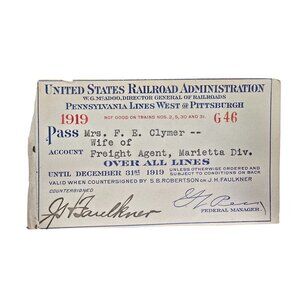 UNITED STATES RAILROAD ADMINISTRATION
W.G. McADOO, DIRECTOR GENERAL OF RAILROADS
PENNSYLVANIA LINES WEST OF PITTSBURGH
1919 NOT GOOD ON TRAINS NOS. 2, 5, 30 AND 31. G 46
PASS Mrs. F. E. Clymer --
Wife of
ACCOUNT Freight Agent, Marietta Div.
OVER ALL LINES
UNTIL DECEMBER 31ST 1919 UNLESS OTHERWISE ORDERED AND SUBJECT TO CONDITIONS ON BACK
VALID WHEN COUNTERSIGNED BY S.B. ROBERTSON OR J.H. FAULKNER
COUNTERSIGNED
J H Faulkner
FEDERAL MANAGER.